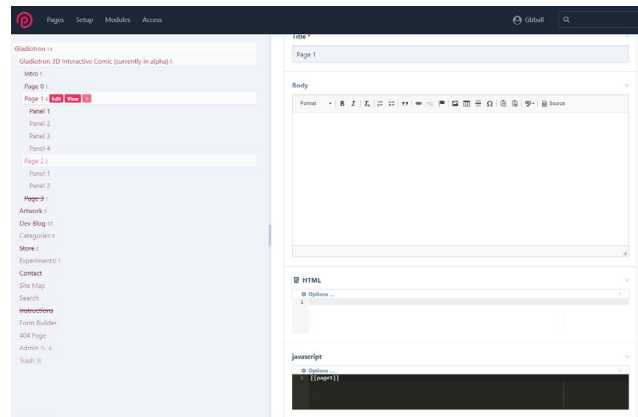 Pages Setup Modules Access Gbball
Gladiotron 14
Gladiotron 3D Interactive Comic (currently in alpha) 5
Intro 1
Page 0 1
Page 1 4 Edit View
Panel 1
Panel 2
Panel 3
Panel 4
Page 2 2
Panel 1
Panel 2
Page 3 1
Artwork 3
Dev Blog
Categories
Store 2
Experiments! 1
Contact
Site Map
Search
Instructions
Form Builder
404 Page
Admin
Trash
Title *
Page 1
Body
Format B I Source
HTML
Options ...
1
javascript
Options ...
1 [[page1]]